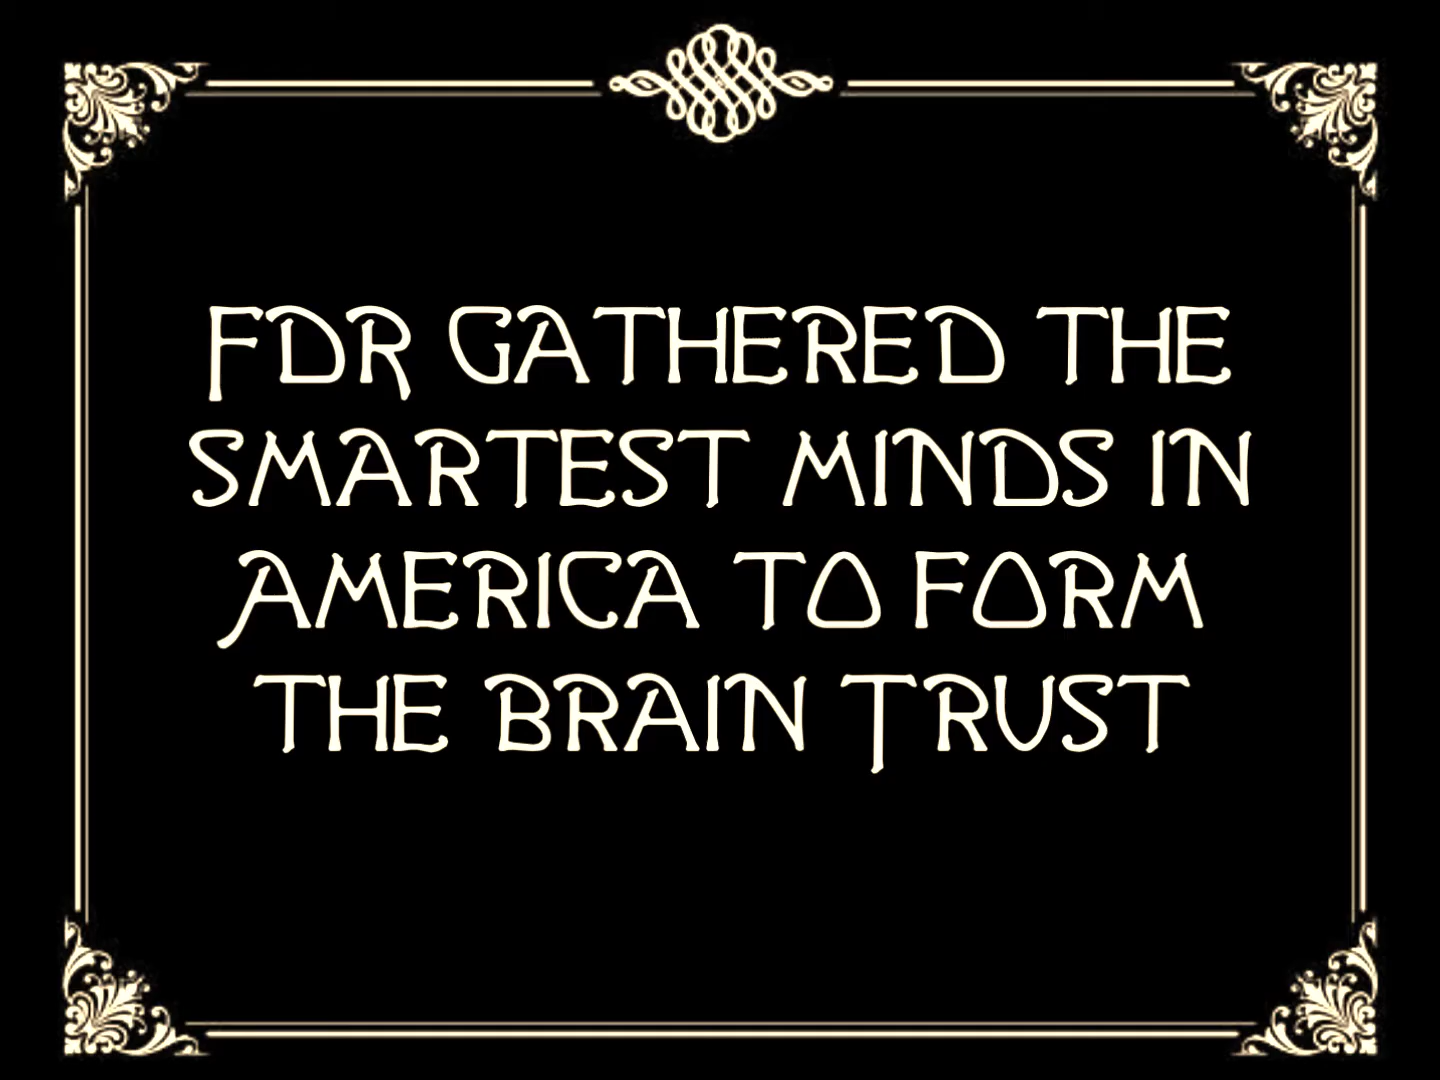 FDR GATHERED THE
SMARTEST MINDS IN
AMERICA TO FORM
THE BRAIN TRUST